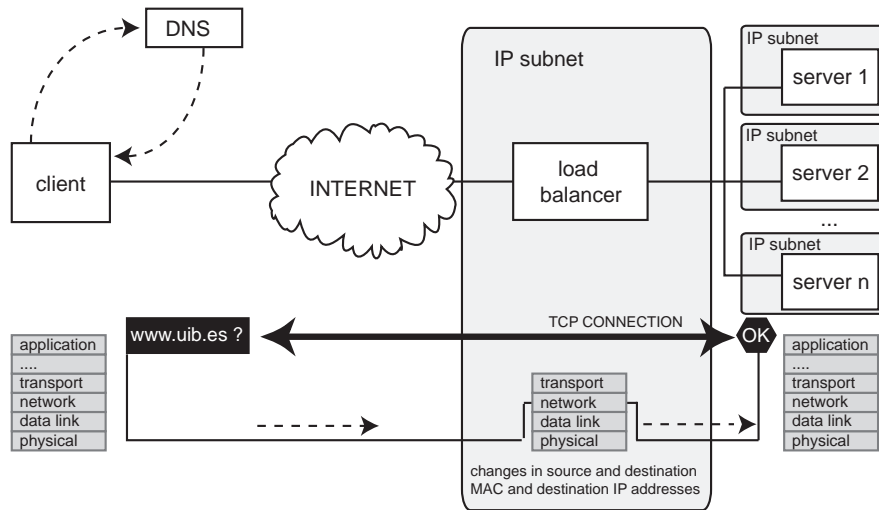 DNS
client
INTERNET
IP subnet
load
balancer
IP subnet
server 1
IP subnet
server 2
...
IP subnet
server n
www.uib.es ?
TCP CONNECTION
OK
application
....
transport
network
data link
physical
transport
network
data link
physical
application
....
transport
network
data link
physical
changes in source and destination
MAC and destination IP addresses